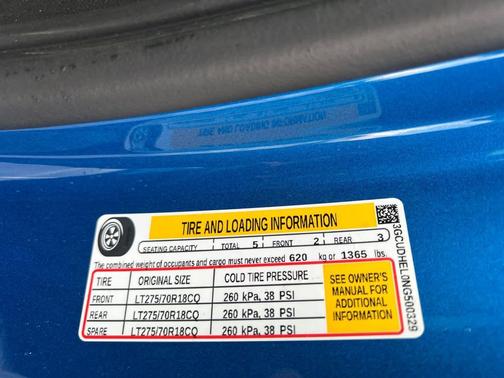 TIRE AND LOADING INFORMATION
SEATING CAPACITY TOTAL 5 FRONT 2 REAR 3
The combined weight of occupants and cargo must never exceed 620 kg or 1365 lbs.
TIRE ORIGINAL SIZE COLD TIRE PRESSURE
FRONT LT275/70R18CQ 260 kPa, 38 PSI
REAR LT275/70R18CQ 260 kPa, 38 PSI
SPARE LT275/70R18CQ 260 kPa, 38 PSI
SEE OWNER'S
MANUAL FOR
ADDITIONAL
INFORMATION
3GCUDHEL0NG500329